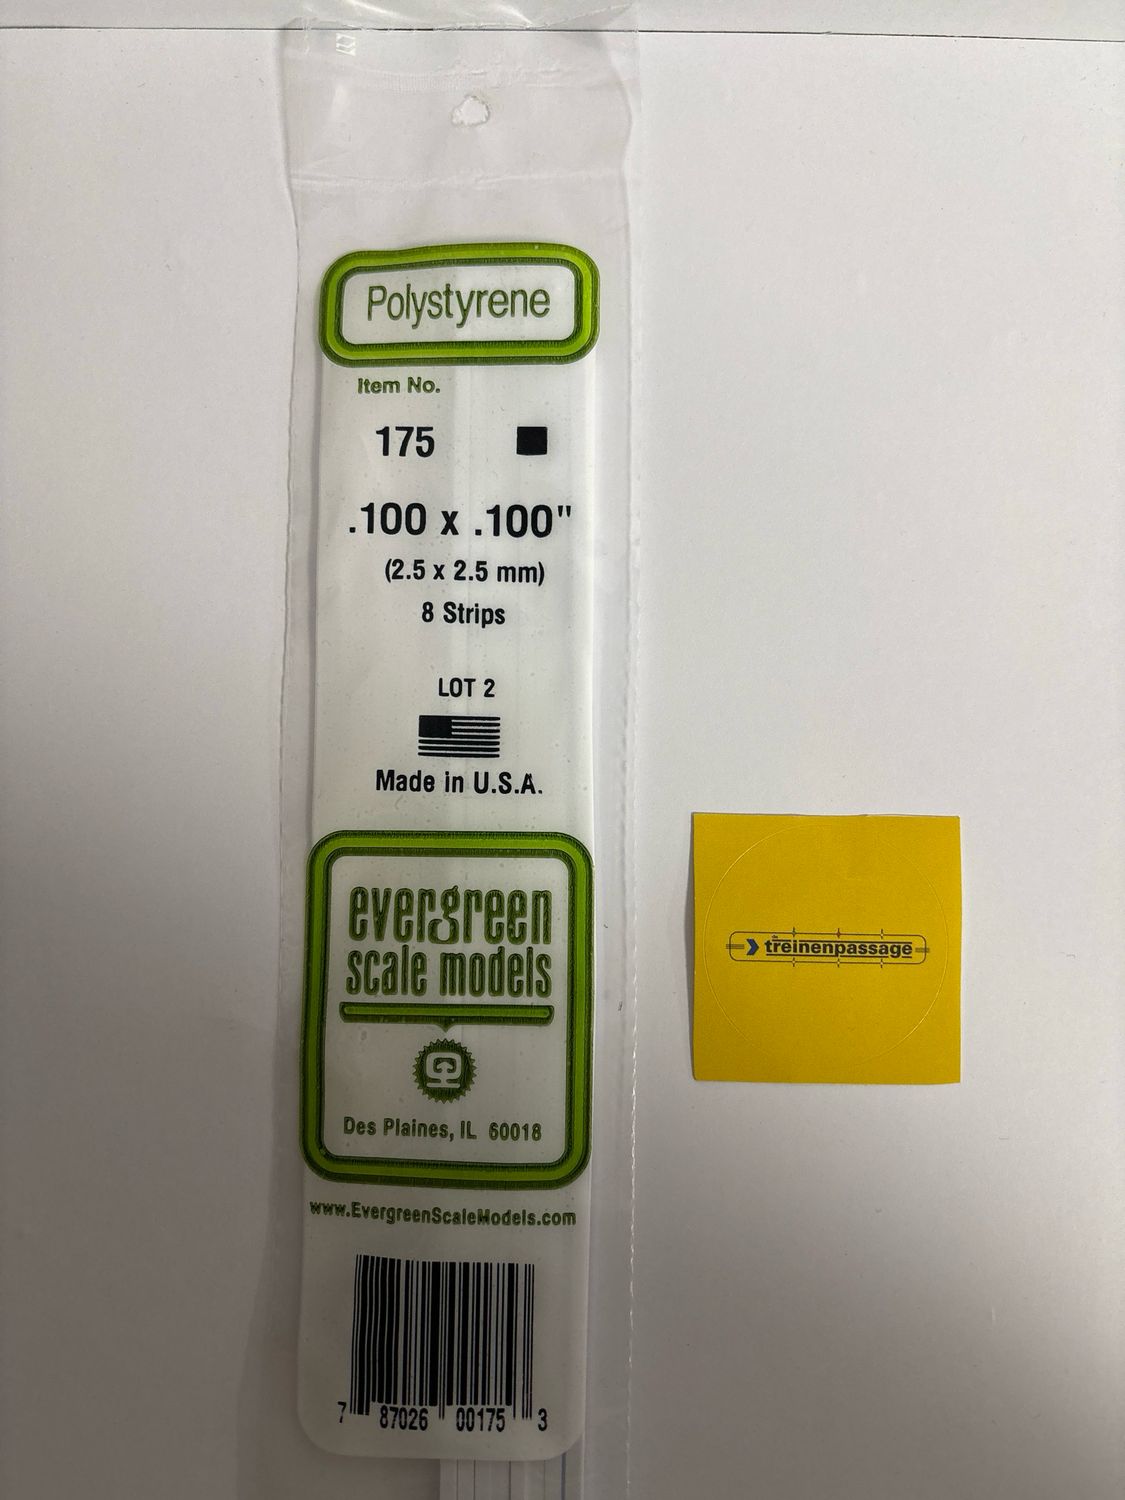 Polystyrene
Item No.
175
.100 x .100"
(2.5 x 2.5 mm)
8 Strips
LOT 2
Made in U.S.A.
evergreen
scale models
Des Plaines, IL 60018
www.EvergreenScaleModels.com
7 87026 00175 3
de
treinenpassage